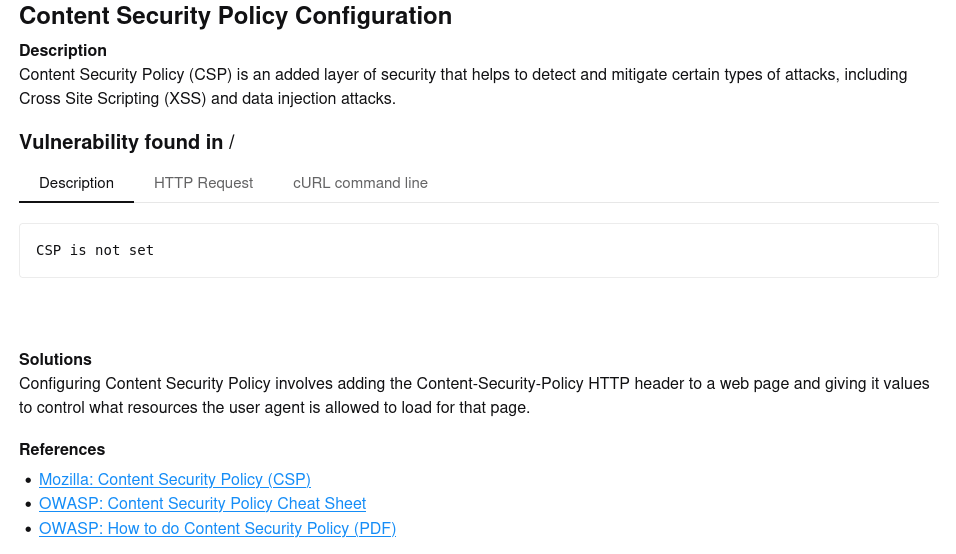 Content Security Policy Configuration
Description
Content Security Policy (CSP) is an added layer of security that helps to detect and mitigate certain types of attacks, including
Cross Site Scripting (XSS) and data injection attacks.
Vulnerability found in /
Description HTTP Request cURL command line
CSP is not set
Solutions
Configuring Content Security Policy involves adding the Content-Security-Policy HTTP header to a web page and giving it values
to control what resources the user agent is allowed to load for that page.
References
• Mozilla: Content Security Policy (CSP)
• OWASP: Content Security Policy Cheat Sheet
• OWASP: How to do Content Security Policy (PDF)